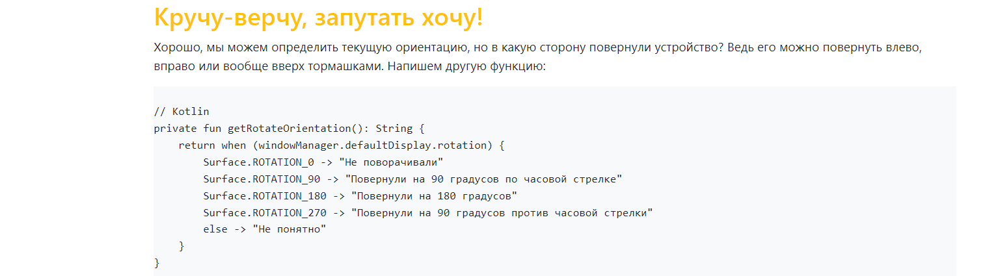 Кручу-верчу, запутать хочу!
Хорошо, мы можем определить текущую ориентацию, но в какую сторону повернули устройство? Ведь его можно повернуть влево,
вправо или вообще вверх тормашками. Напишем другую функцию:
// Kotlin
private fun getRotateOrientation(): String {
    return when (windowManager.defaultDisplay.rotation) {
        Surface.ROTATION_0 -> "Не поворачивали"
        Surface.ROTATION_90 -> "Повернули на 90 градусов по часовой стрелке"
        Surface.ROTATION_180 -> "Повернули на 180 градусов"
        Surface.ROTATION_270 -> "Повернули на 90 градусов против часовой стрелки"
        else -> "Не понятно"
    }
}